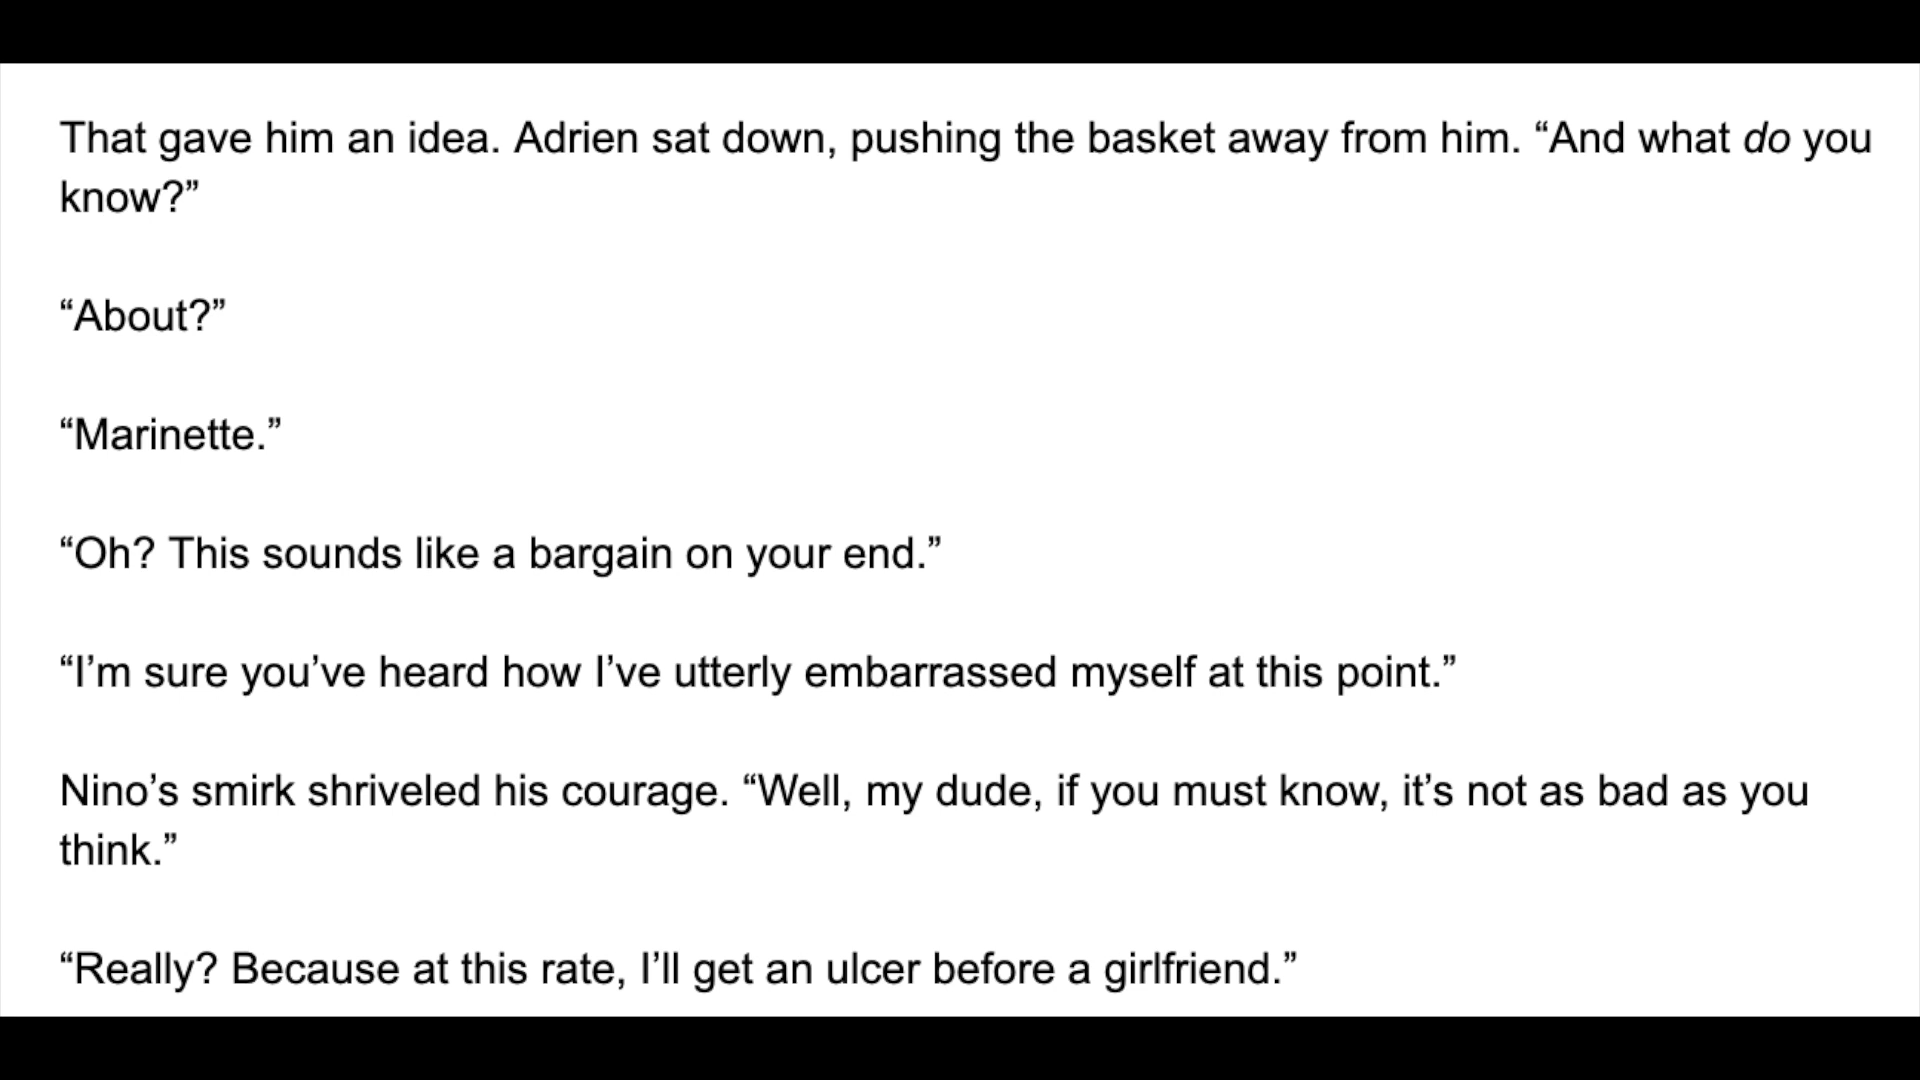 That gave him an idea. Adrien sat down, pushing the basket away from him. “And what do you
know?”
“About?”
“Marinette.”
“Oh? This sounds like a bargain on your end.”
“I’m sure you’ve heard how I’ve utterly embarrassed myself at this point.”
Nino’s smirk shriveled his courage. “Well, my dude, if you must know, it’s not as bad as you
think.”
“Really? Because at this rate, I’ll get an ulcer before a girlfriend.”